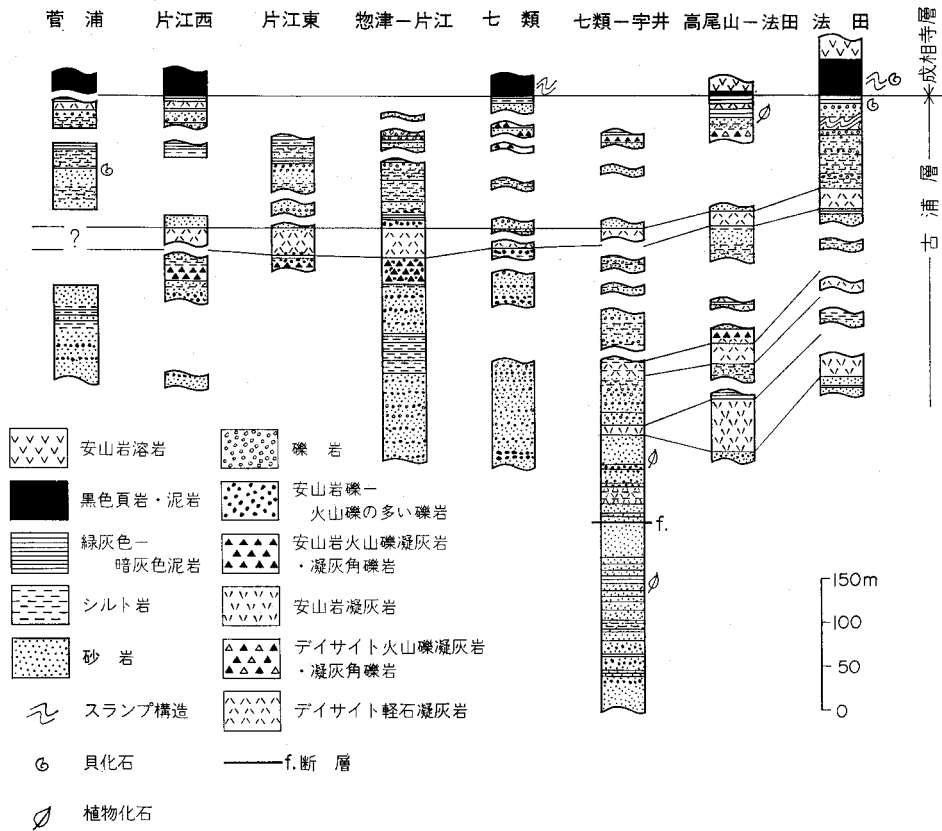 菅浦
片江西
片江東
惣津ー片江
七類
七類ー宇井
高尾山ー法田
法田
成相寺層
古浦層
?
f.
安山岩溶岩
黒色頁岩・泥岩
緑灰色ー
暗灰色泥岩
シルト岩
砂岩
スランプ構造
貝化石
植物化石
礫岩
安山岩礫ー
火山礫の多い礫岩
安山岩火山礫凝灰岩
・凝灰角礫岩
安山岩凝灰岩
デイサイト火山礫凝灰岩
・凝灰角礫岩
デイサイト軽石凝灰岩
f. 断層
150m
100
50
0